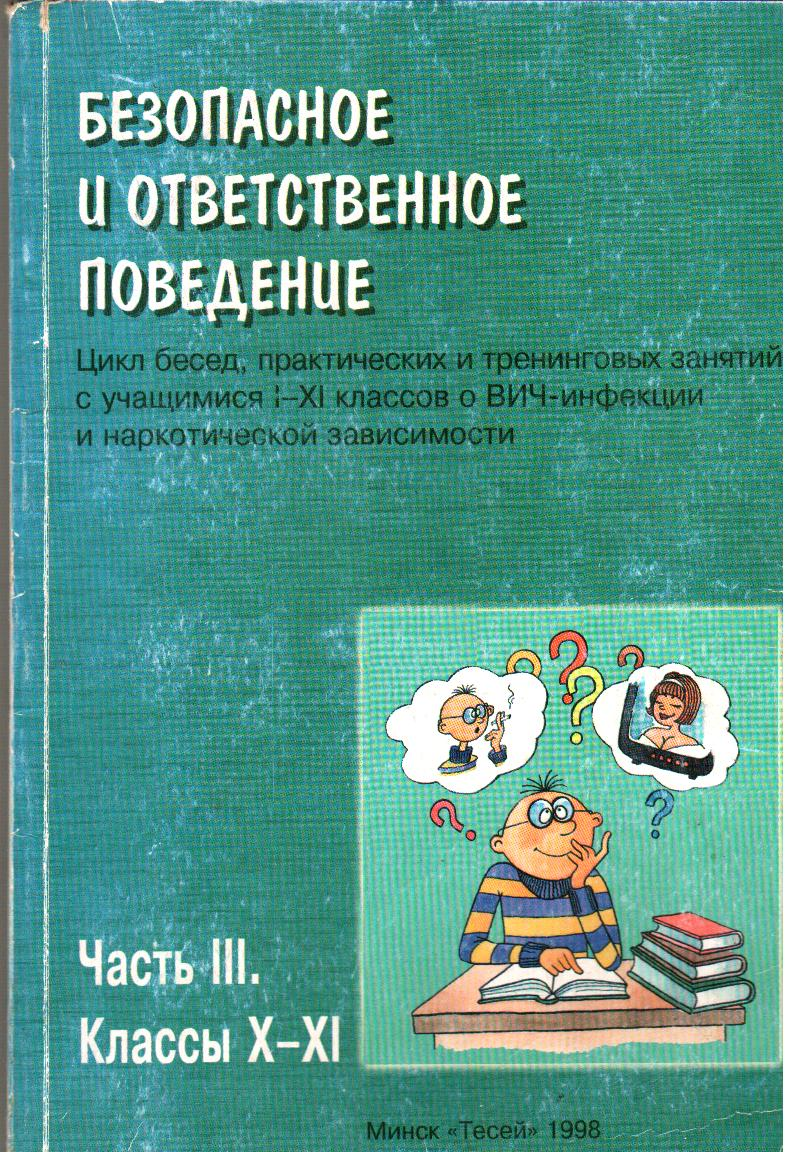 БЕЗОПАСНОЕ
И ОТВЕТСТВЕННОЕ
ПОВЕДЕНИЕ
Цикл бесед, практических и тренинговых занятий
с учащимися I–XI классов о ВИЧ-инфекции
и наркотической зависимости
? ? ? ?
? ?
Часть III.
Классы X–XI
Минск «Тесей» 1998